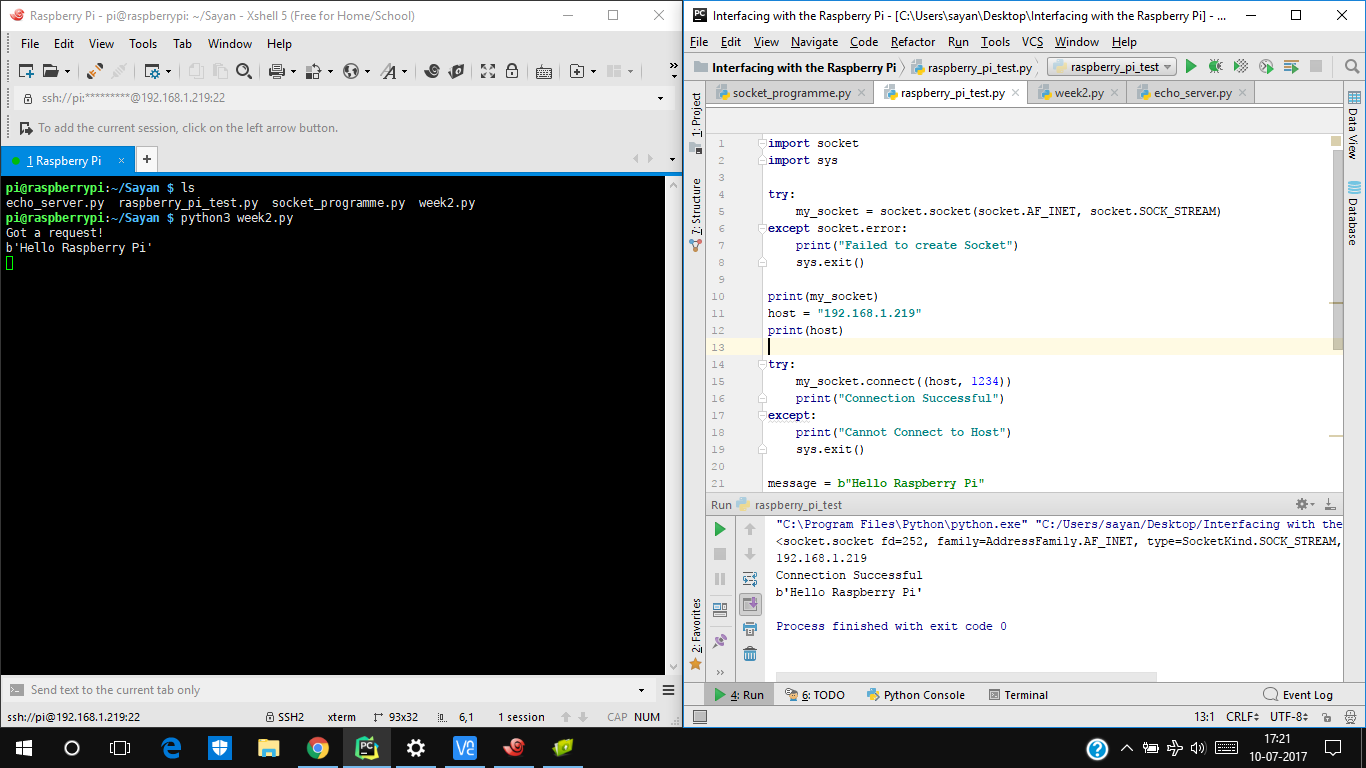 Raspberry Pi - pi@raspberrypi: ~/Sayan - Xshell 5 (Free for Home/School)
File Edit View Tools Tab Window Help
ssh://pi:*********@192.168.1.219:22
To add the current session, click on the left arrow button.
1 Raspberry Pi
pi@raspberrypi:~/Sayan $ ls
echo_server.py raspberry_pi_test.py socket_programme.py week2.py
pi@raspberrypi:~/Sayan $ python3 week2.py
Got a request!
b'Hello Raspberry Pi'
Send text to the current tab only
ssh://pi@192.168.1.219:22 SSH2 xterm 93x32 6,1 1 session CAP NUM
Interfacing with the Raspberry Pi - [C:\Users\sayan\Desktop\Interfacing with the Raspberry Pi] - ...
File Edit View Navigate Code Refactor Run Tools VCS Window Help
Interfacing with the Raspberry Pi raspberry_pi_test.py raspberry_pi_test
socket_programme.py raspberry_pi_test.py week2.py echo_server.py
1: Project
7: Structure
2: Favorites
Data View
Database
1 import socket
2 import sys
3
4 try:
5 my_socket = socket.socket(socket.AF_INET, socket.SOCK_STREAM)
6 except socket.error:
7 print("Failed to create Socket")
8 sys.exit()
9
10 print(my_socket)
11 host = "192.168.1.219"
12 print(host)
13
14 try:
15 my_socket.connect((host, 1234))
16 print("Connection Successful")
17 except:
18 print("Cannot Connect to Host")
19 sys.exit()
20
21 message = b"Hello Raspberry Pi"
Run raspberry_pi_test
"C:\Program Files\Python\python.exe" "C:/Users/sayan/Desktop/Interfacing with the
<socket.socket fd=252, family=AddressFamily.AF_INET, type=SocketKind.SOCK_STREAM,
192.168.1.219
Connection Successful
b'Hello Raspberry Pi'
Process finished with exit code 0
4: Run 6: TODO Python Console Terminal Event Log
13:1 CRLF UTF-8
17:21
10-07-2017